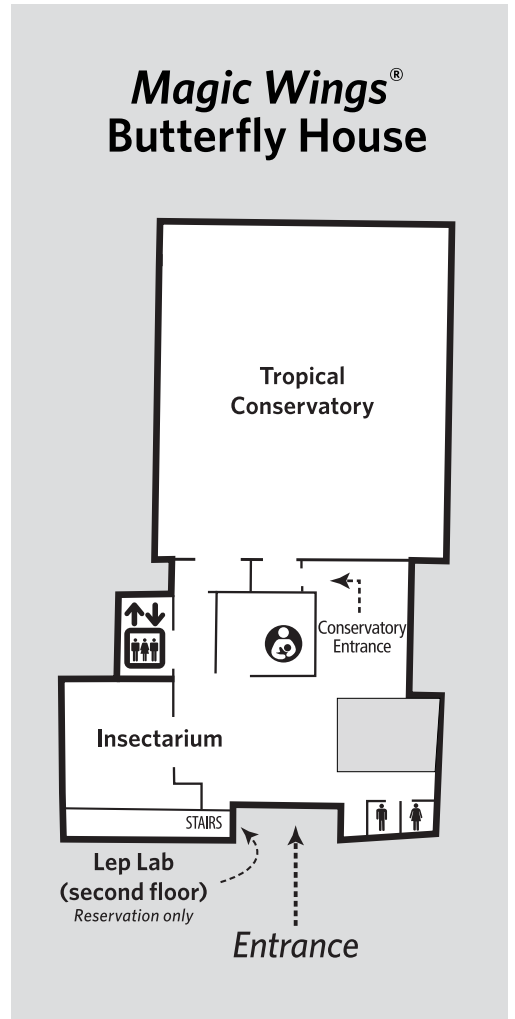 Magic Wings®
Butterfly House
Tropical
Conservatory
Conservatory
Entrance
Insectarium
STAIRS
Lep Lab
(second floor)
Reservation only
Entrance